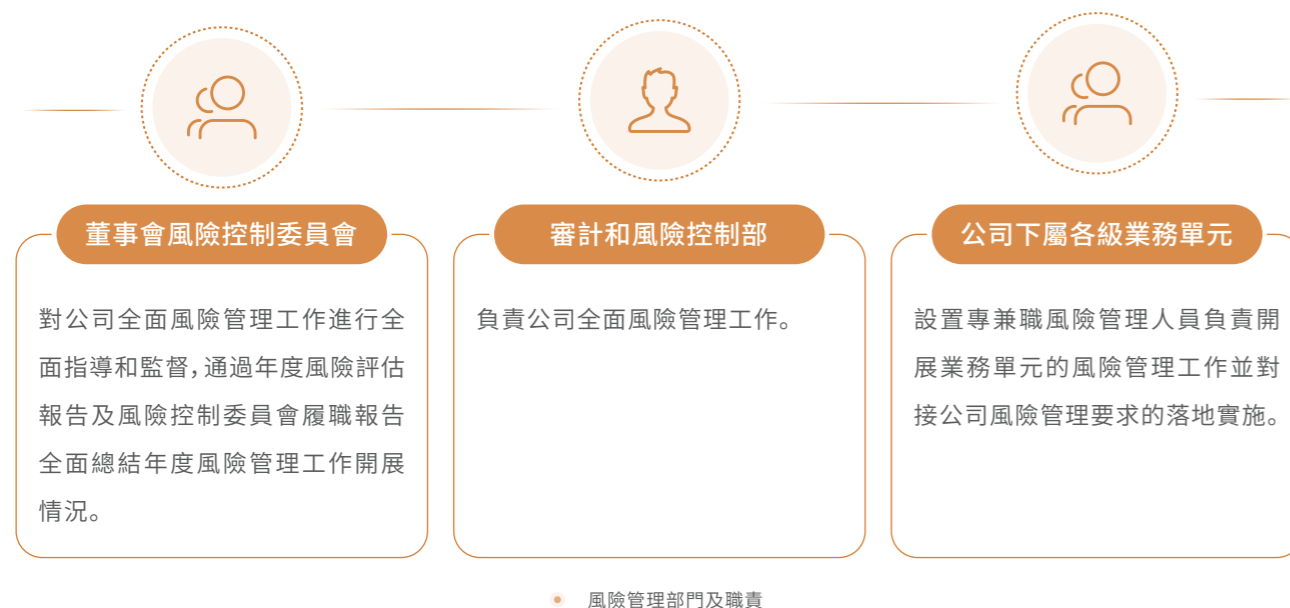 董事會風險控制委員會
對公司全面風險管理工作進行全
面指導和監督，通過年度風險評估
報告及風險控制委員會履職報告
全面總結年度風險管理工作開展
情況。
審計和風險控制部
負責公司全面風險管理工作。
公司下屬各級業務單元
設置專兼職風險管理人員負責開
展業務單元的風險管理工作並對
接公司風險管理要求的落地實施。
風險管理部門及職責